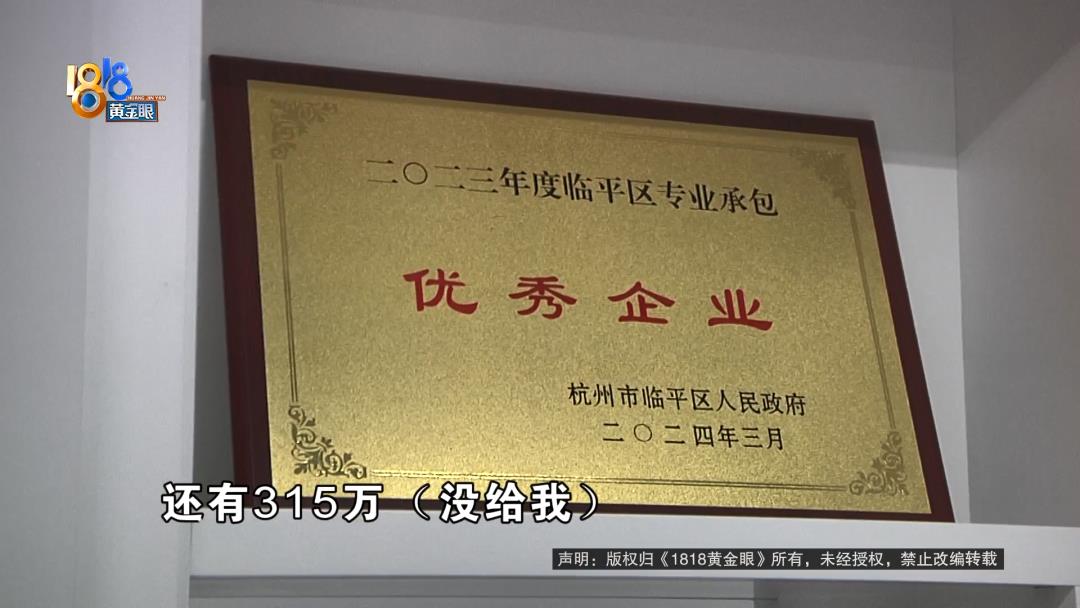 1818
HUANG JIN YAN
黄金眼
二〇二三年度临平区专业承包
优秀企业
杭州市临平区人民政府
二〇二四年三月
还有315万（没给我）
声明：版权归《1818黄金眼》所有，未经授权，禁止改编转载